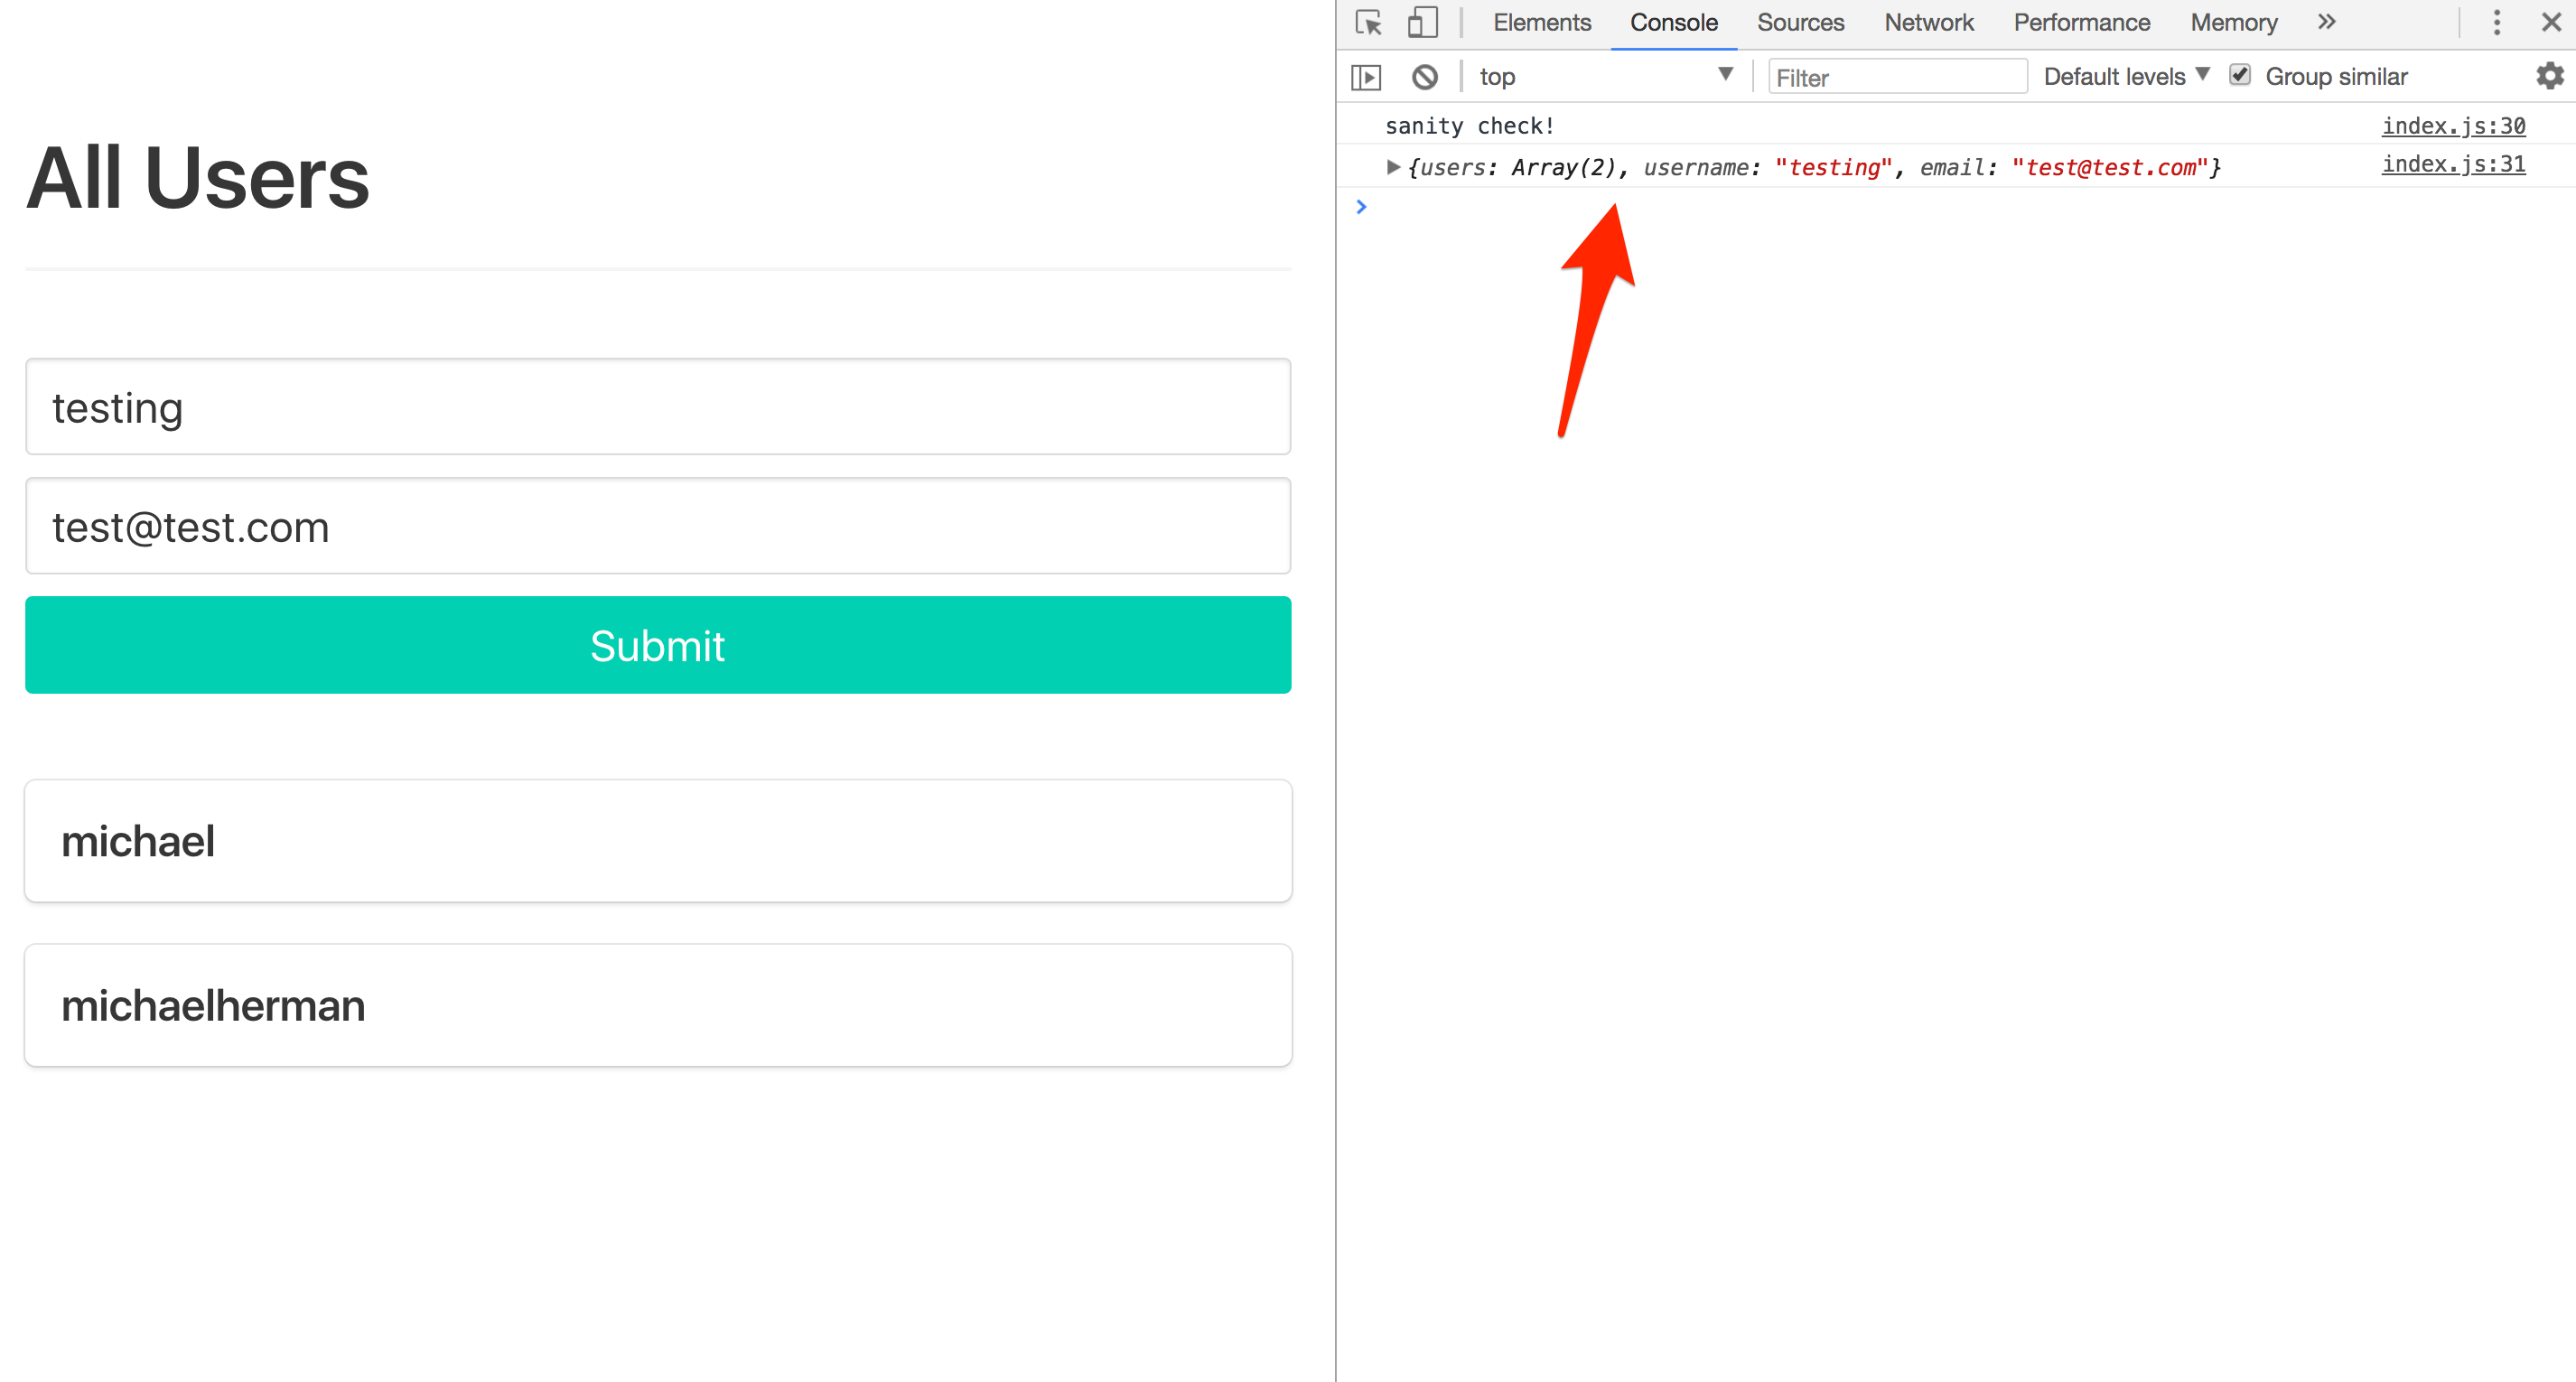 All Users
testing
test@test.com
Submit
michael
michaelherman
Elements Console Sources Network Performance Memory »
top Filter Default levels Group similar
sanity check! index.js:30
{users: Array(2), username: "testing", email: "test@test.com"} index.js:31